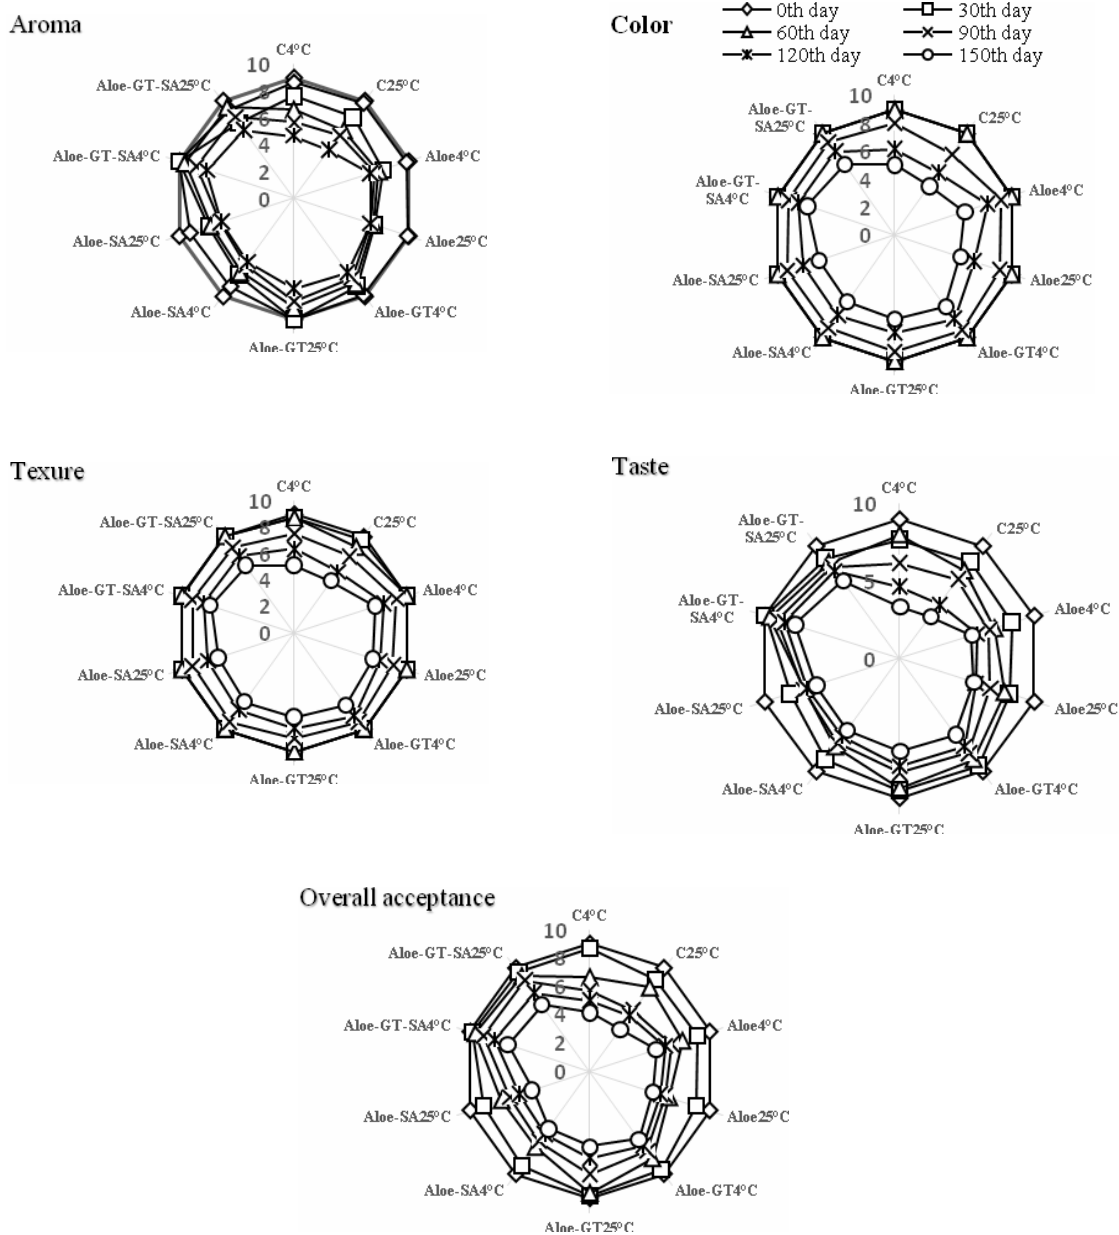 Aroma
C4°C
C25°C
Aloe4°C
Aloe25°C
Aloe-GT4°C
Aloe-GT25°C
Aloe-SA4°C
Aloe-SA25°C
Aloe-GT-SA4°C
Aloe-GT-SA25°C
10
8
6
4
2
0
Color
0th day
30th day
60th day
90th day
120th day
150th day
C4°C
C25°C
Aloe4°C
Aloe25°C
Aloe-GT4°C
Aloe-GT25°C
Aloe-SA4°C
Aloe-SA25°C
Aloe-GT-
SA4°C
Aloe-GT-
SA25°C
10
8
6
4
2
0
Texure
C4°C
C25°C
Aloe4°C
Aloe25°C
Aloe-GT4°C
Aloe-GT25°C
Aloe-SA4°C
Aloe-SA25°C
Aloe-GT-SA4°C
Aloe-GT-SA25°C
10
8
6
4
2
0
Taste
C4°C
C25°C
Aloe4°C
Aloe25°C
Aloe-GT4°C
Aloe-GT25°C
Aloe-SA4°C
Aloe-SA25°C
Aloe-GT-
SA4°C
Aloe-GT-
SA25°C
10
5
0
Overall acceptance
C4°C
C25°C
Aloe4°C
Aloe25°C
Aloe-GT4°C
Aloe-GT25°C
Aloe-SA4°C
Aloe-SA25°C
Aloe-GT-SA4°C
Aloe-GT-SA25°C
10
8
6
4
2
0